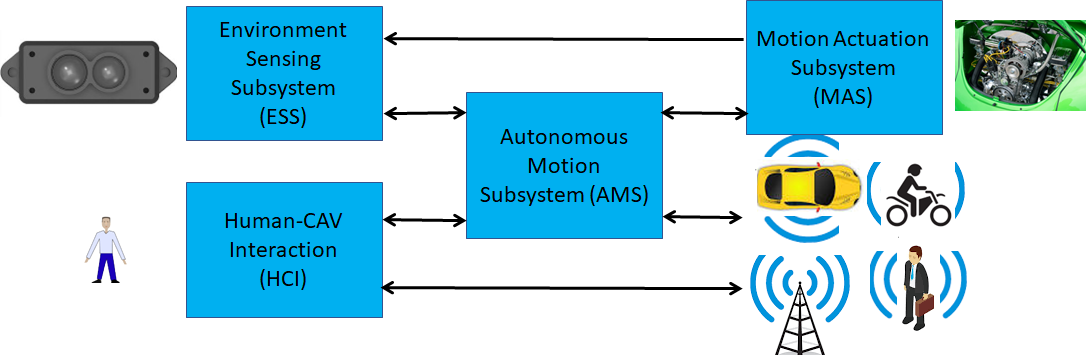 Environment
Sensing
Subsystem
(ESS)
Motion Actuation
Subsystem
(MAS)
Autonomous
Motion
Subsystem (AMS)
Human-CAV
Interaction
(HCI)